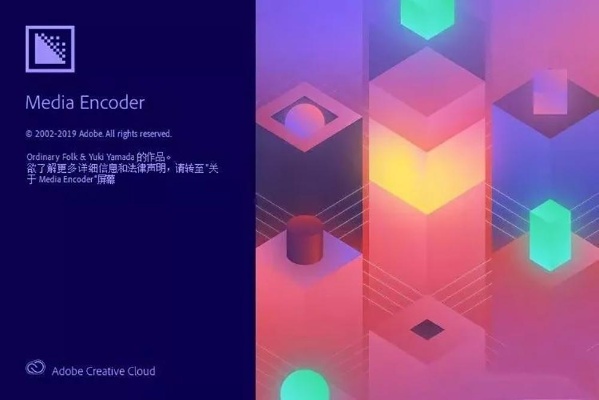 Media Encoder
© 2002-2019 Adobe. All rights reserved.
Ordinary Folk & Yuki Yamada 的作品。
欲了解更多详细信息和法律声明，请转至"关
于 Media Encoder"屏幕
Adobe Creative Cloud